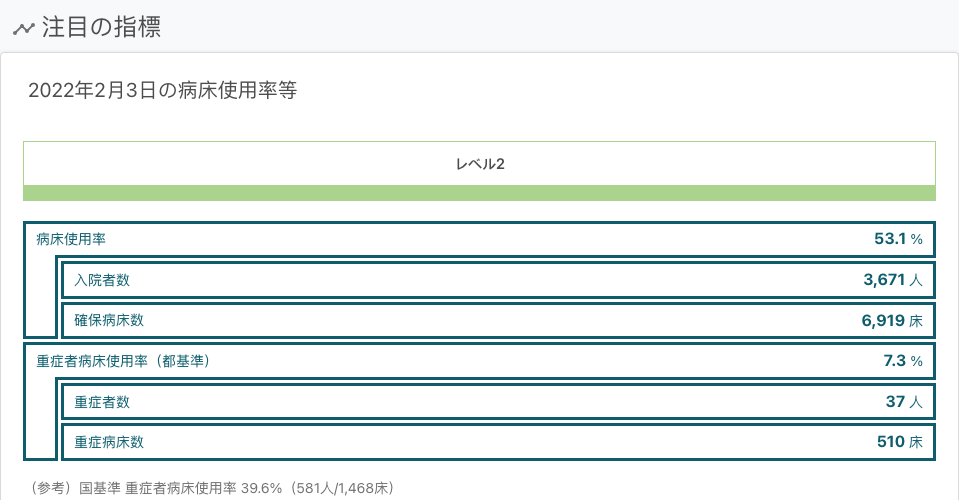 注目の指標
2022年2月3日の病床使用率等
レベル2
病床使用率 53.1 %
入院者数 3,671 人
確保病床数 6,919 床
重症者病床使用率（都基準） 7.3 %
重症者数 37 人
重症病床数 510 床
（参考）国基準 重症者病床使用率 39.6%（581人/1,468床）